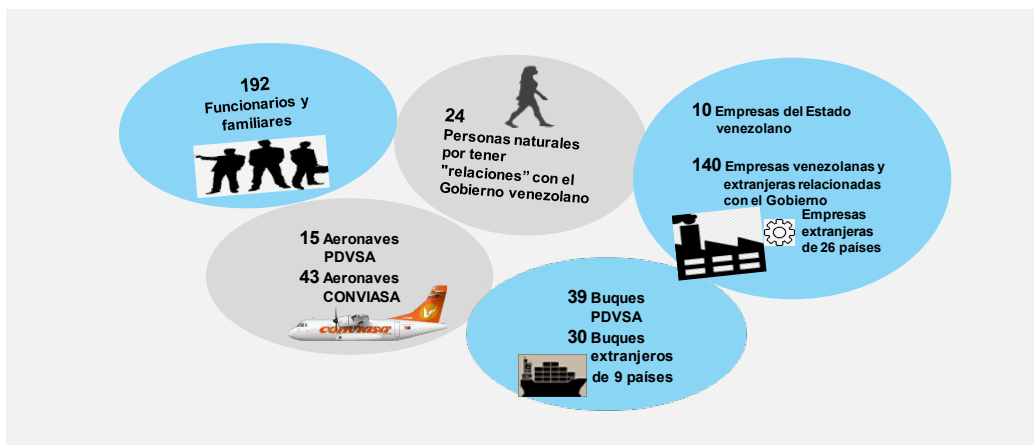 192
Funcionarios y
familiares
24
Personas naturales
por tener
"relaciones” con el
Gobierno venezolano
10 Empresas del Estado
venezolano
140 Empresas venezolanas y
extranjeras relacionadas
con el Gobierno
Empresas
extranjeras
de 26 países
15 Aeronaves
PDVSA
43 Aeronaves
CONVIASA
conviasa
39 Buques
PDVSA
30 Buques
extranjeros
de 9 países